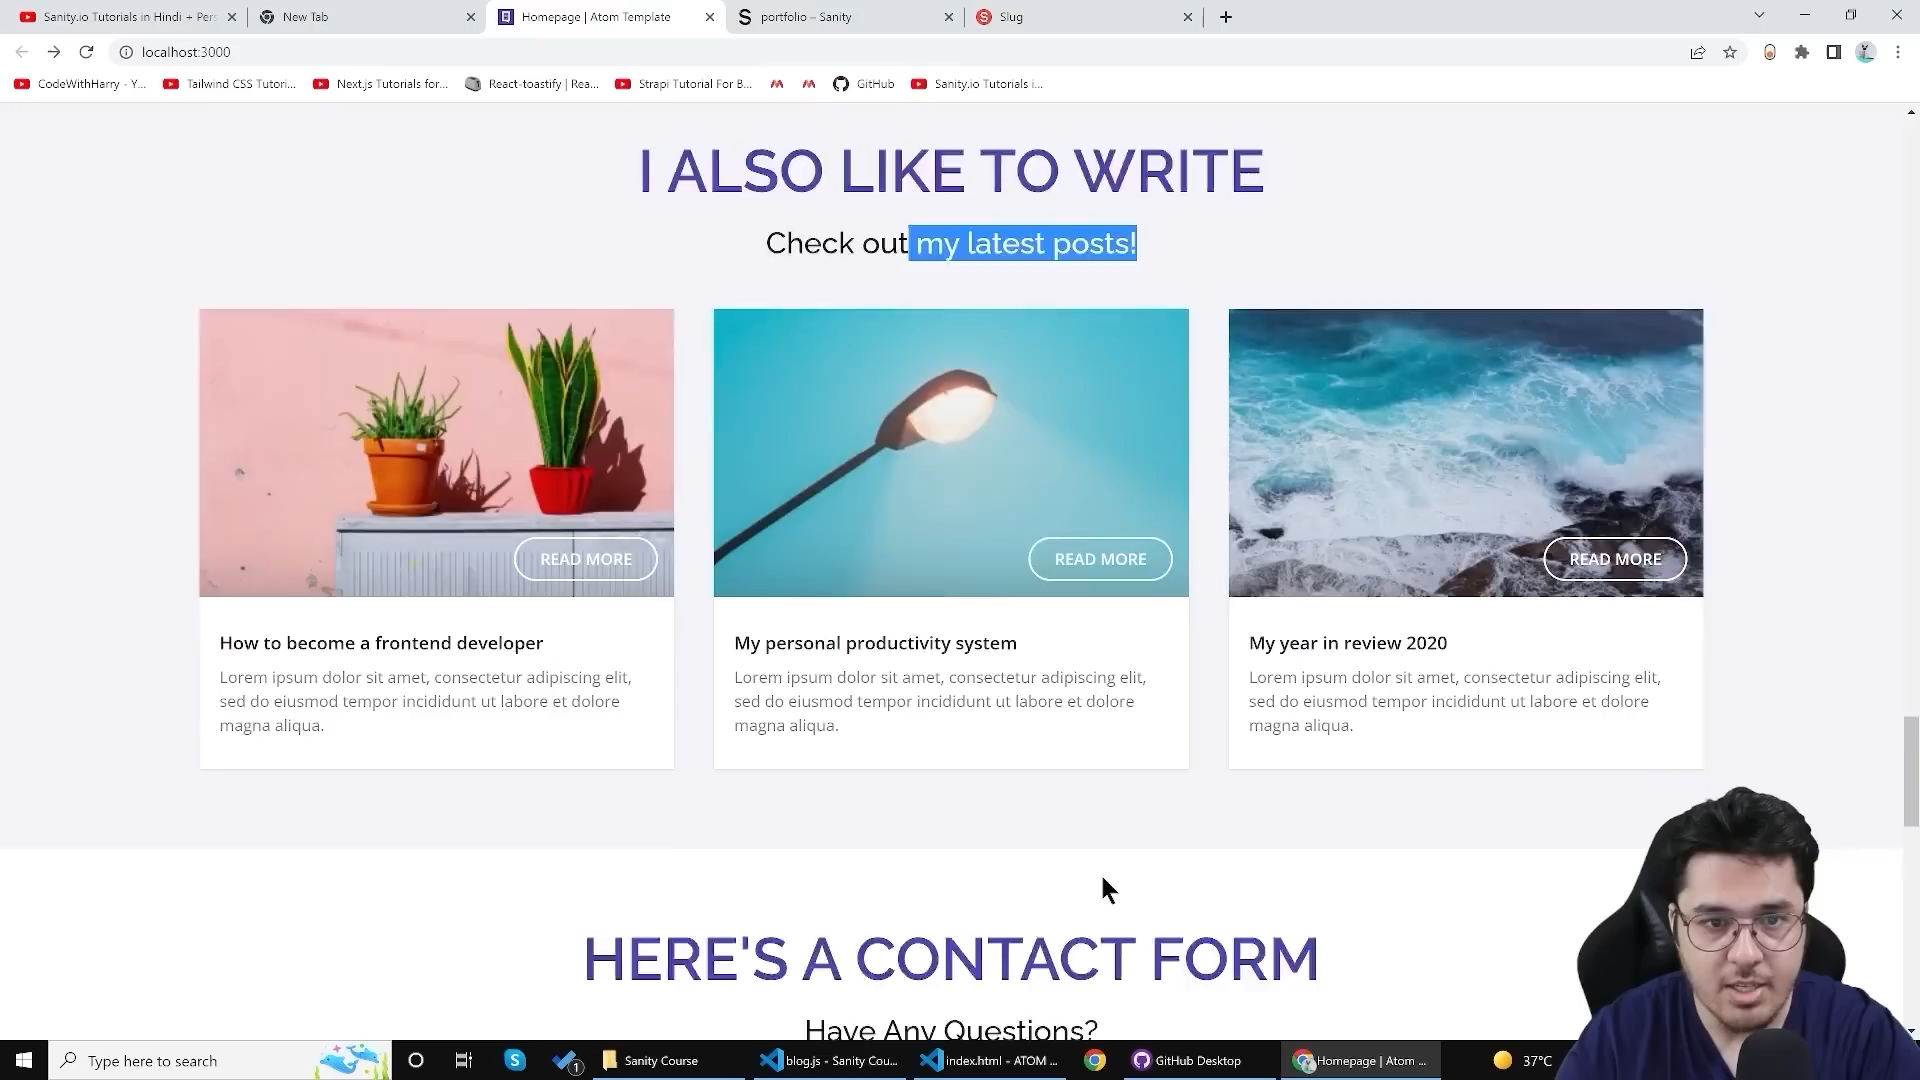 Sanity.io Tutorials in Hindi + Pers
New Tab
Homepage | Atom Template
portfolio – Sanity
Slug
localhost:3000
CodeWithHarry - Y...
Tailwind CSS Tutori...
Next.js Tutorials for...
React-toastify | Rea...
Strapi Tutorial For B...
GitHub
Sanity.io Tutorials i...
I ALSO LIKE TO WRITE
Check out my latest posts!
READ MORE
READ MORE
READ MORE
How to become a frontend developer
Lorem ipsum dolor sit amet, consectetur adipiscing elit,
sed do eiusmod tempor incididunt ut labore et dolore
magna aliqua.
My personal productivity system
Lorem ipsum dolor sit amet, consectetur adipiscing elit,
sed do eiusmod tempor incididunt ut labore et dolore
magna aliqua.
My year in review 2020
Lorem ipsum dolor sit amet, consectetur adipiscing elit,
sed do eiusmod tempor incididunt ut labore et dolore
magna aliqua.
HERE'S A CONTACT FORM
Have Any Questions?
Type here to search
1
Sanity Course
blog.js - Sanity Cou...
index.html - ATOM ...
GitHub Desktop
Homepage | Atom ...
37°C